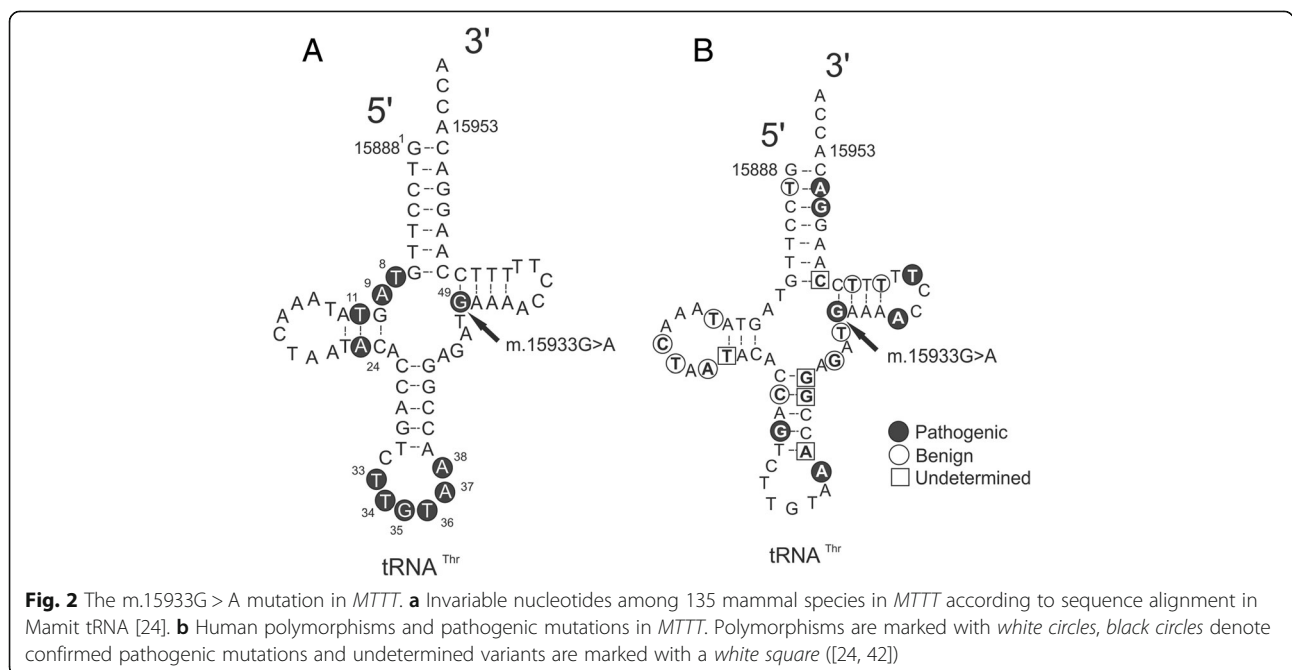 A
3'
A
C
C
5'
A 15953
15888 1 G--C
T--A
C--G
C--G
T--A
T--A
8 T G--C C T T T T T C
9 A 49 G A A A A C
A A A T A T 11 G T
C T A A T A C A A
24 G m.15933G>A
A G
C--G
C--G
A--C
G--C
T--A
C A 38
33 T A 37
34 T G T 36
35
tRNA Thr
B
3'
A
C
C
5'
A 15953
15888 G--C
T--A
C--G
C--G
T--A
T--A
G--C C T T T T T C
T G A A A A C
A A A T A T G A T
C T A A T A C A A
G m.15933G>A
A
C--G
C--G
A--C
G--C
T--A
C A
T A
T G T
tRNA Thr
Pathogenic
Benign
Undetermined
Fig. 2 The m.15933G > A mutation in MTTT. a Invariable nucleotides among 135 mammal species in MTTT according to sequence alignment in
Mamit tRNA [24]. b Human polymorphisms and pathogenic mutations in MTTT. Polymorphisms are marked with white circles, black circles denote
confirmed pathogenic mutations and undetermined variants are marked with a white square ([24, 42])